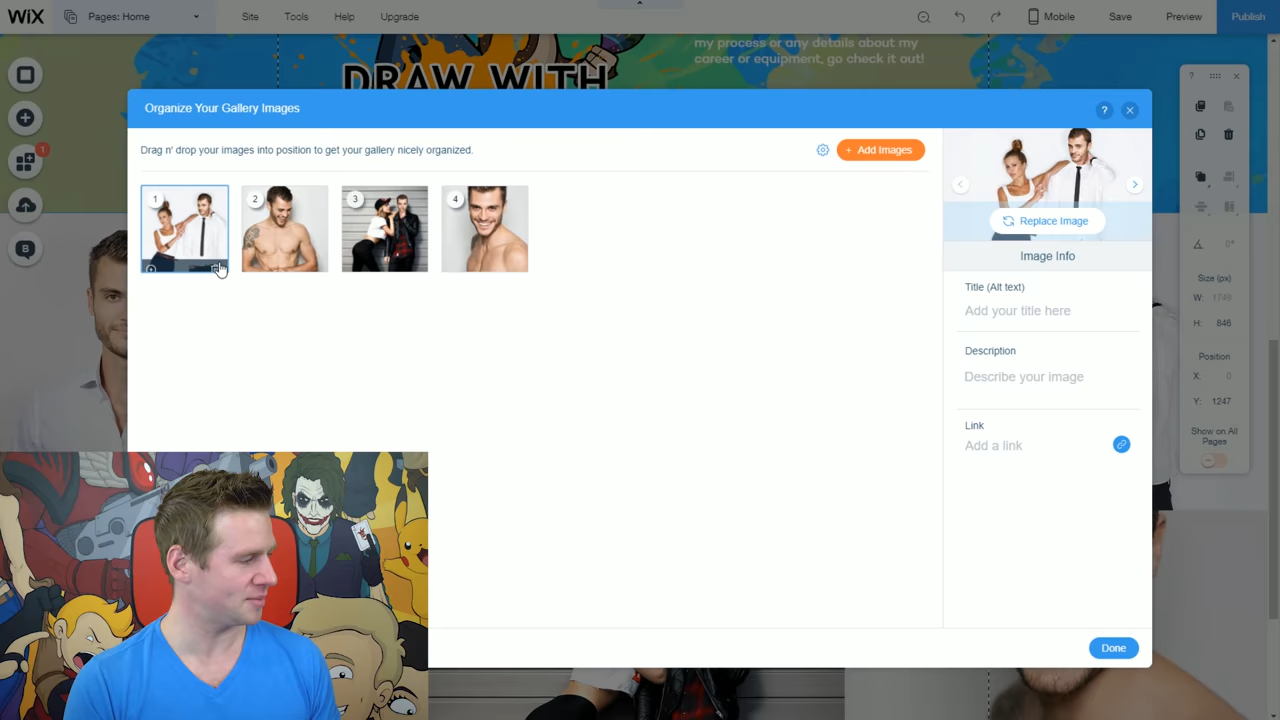 WiX
Pages: Home
Site
Tools
Help
Upgrade
Mobile
Save
Preview
Publish
my process or any details about my
career or equipment, go check it out!
DRAW WITH
1
B
Organize Your Gallery Images
?
Drag n' drop your images into position to get your gallery nicely organized.
+ Add Images
1
2
3
4
Replace Image
Image Info
Title (Alt text)
Add your title here
Description
Describe your image
Link
Add a link
Done
?
0°
Size (px)
W: 1740
H: 846
Position
X: 0
Y: 1247
Show on All
Pages